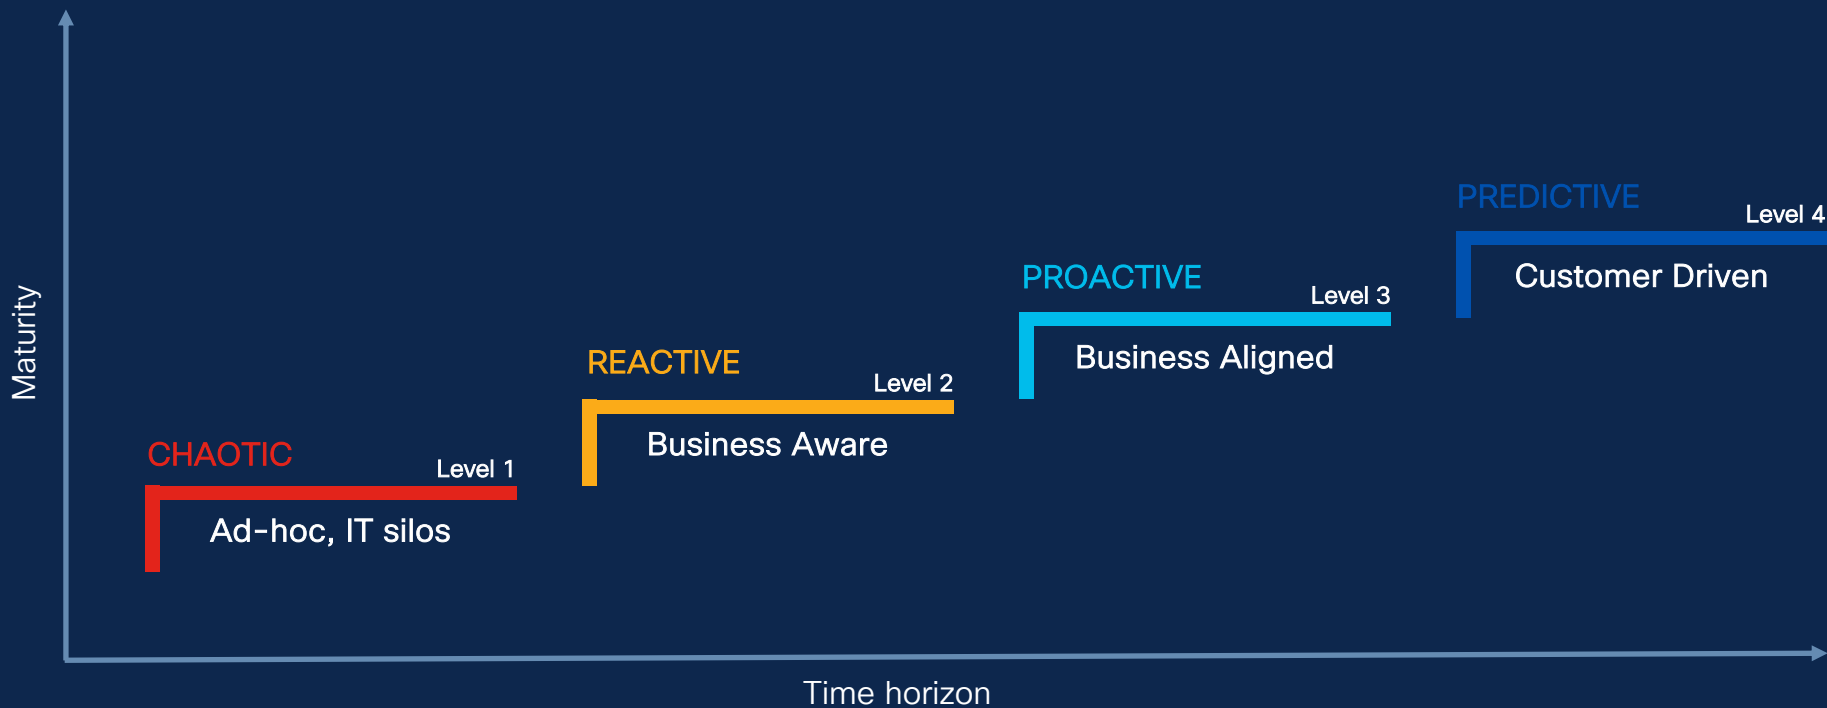 Maturity
CHAOTIC
Level 1
Ad-hoc, IT silos
REACTIVE
Level 2
Business Aware
PROACTIVE
Level 3
Business Aligned
PREDICTIVE
Level 4
Customer Driven
Time horizon